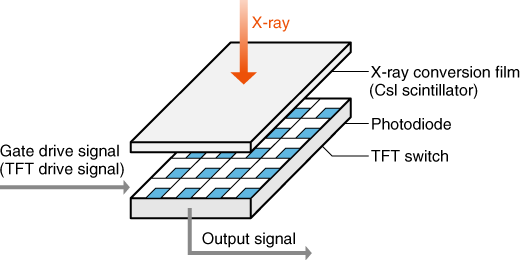 X-ray
X-ray conversion film
(CsI scintillator)
Photodiode
TFT switch
Gate drive signal
(TFT drive signal)
Output signal